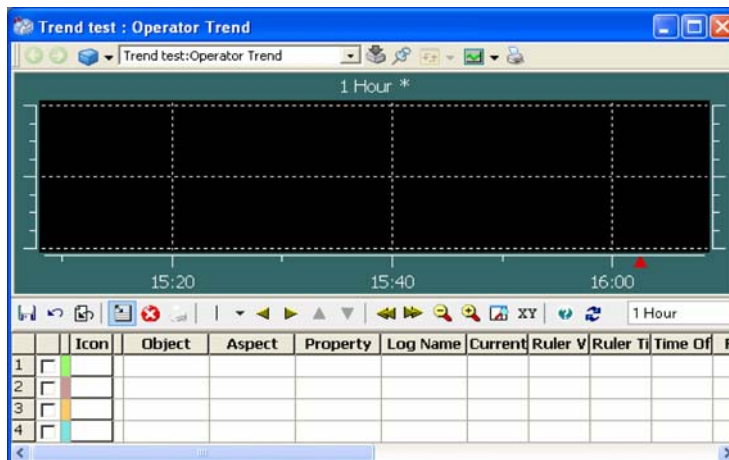 Trend test : Operator Trend
Trend test:Operator Trend
1 Hour *
15:20 15:40 16:00
XY 1 Hour
Icon Object Aspect Property Log Name Current Ruler V Ruler Ti Time Of
1
2
3
4